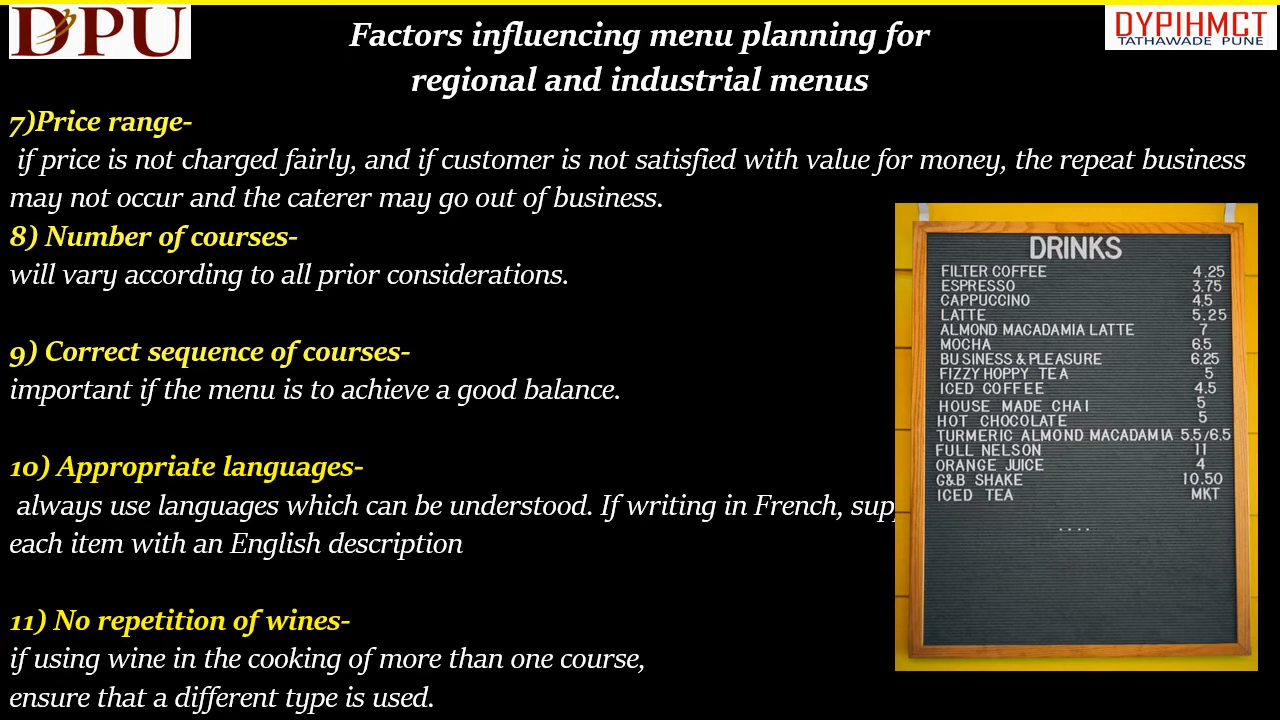 DPU
DYPIHMCT
TATHAWADE PUNE
Factors influencing menu planning for
regional and industrial menus
7)Price range-
if price is not charged fairly, and if customer is not satisfied with value for money, the repeat business
may not occur and the caterer may go out of business.
8) Number of courses-
will vary according to all prior considerations.
9) Correct sequence of courses-
important if the menu is to achieve a good balance.
10) Appropriate languages-
always use languages which can be understood. If writing in French,
each item with an English description
11) No repetition of wines-
if using wine in the cooking of more than one course,
ensure that a different type is used.
DRINKS
FILTER COFFEE 4.25
ESPRESSO 3.75
CAPPUCCINO 4.5
LATTE 5.25
ALMOND MACADAMIA LATTE 7
MOCHA 6.5
BUSINESS & PLEASURE 6.25
FIZZY HOPPY TEA 5
ICED COFFEE 4.5
HOUSE MADE CHAI 5
HOT CHOCOLATE 5
TURMERIC ALMOND MACADAMIA 5.5/6.5
FULL NELSON 11
ORANGE JUICE 4
G&B SHAKE 10.50
ICED TEA MKT
....